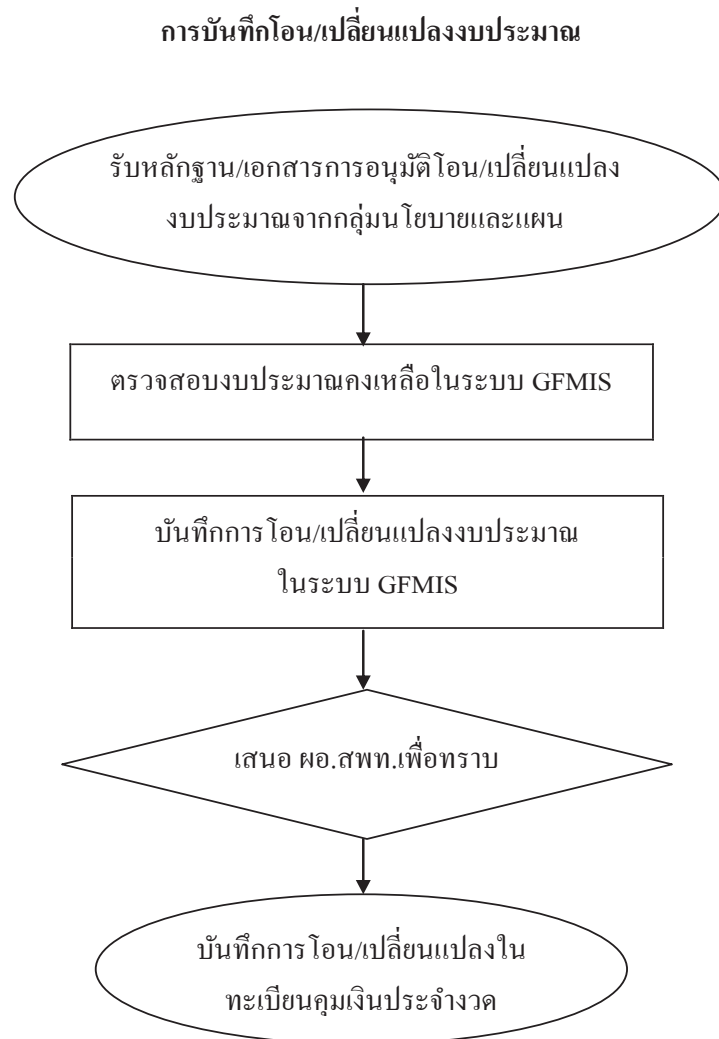 การบันทึกโอน/เปลี่ยนแปลงงบประมาณ
รับหลักฐาน/เอกสารการอนุมัติโอน/เปลี่ยนแปลง
งบประมาณจากกลุ่มนโยบายและแผน
ตรวจสอบงบประมาณคงเหลือในระบบ GFMIS
บันทึกการโอน/เปลี่ยนแปลงงบประมาณ
ในระบบ GFMIS
เสนอ ผอ.สพท.เพื่อทราบ
บันทึกการโอน/เปลี่ยนแปลงใน
ทะเบียนคุมเงินประจำงวด